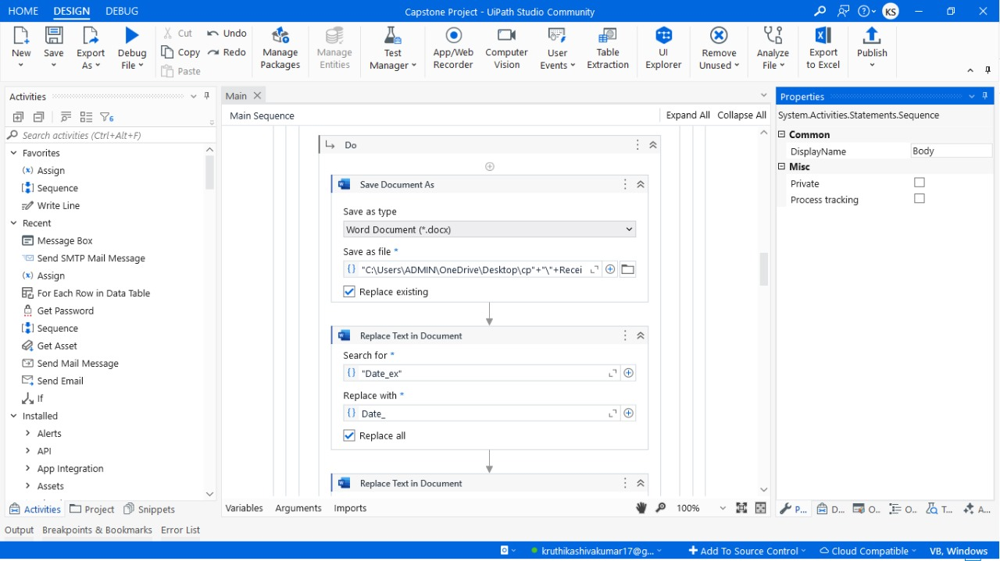 HOME DESIGN DEBUG Capstone Project - UiPath Studio Community KS
New Save Export As Debug File Cut Copy Paste Undo Redo Manage Packages Manage Entities Test Manager App/Web Recorder Computer Vision User Events Table Extraction UI Explorer Remove Unused Analyze File Export to Excel Publish
Activities
6
Search activities (Ctrl+Alt+F)
Favorites
(x) Assign
Sequence
Write Line
Recent
Message Box
Send SMTP Mail Message
(x) Assign
For Each Row in Data Table
Get Password
Sequence
Get Asset
Send Mail Message
Send Email
If
Installed
Alerts
API
App Integration
Assets
Activities Project Snippets
Main
Main Sequence Expand All Collapse All
Do
Save Document As
Save as type
Word Document (*.docx)
Save as file *
"C:\Users\ADMIN\OneDrive\Desktop\cp"+"\"+Recei
Replace existing
Replace Text in Document
Search for *
"Date_ex"
Replace with *
Date_
Replace all
Replace Text in Document
Variables Arguments Imports 100%
Properties
System.Activities.Statements.Sequence
Common
DisplayName Body
Misc
Private
Process tracking
P... D... O... O... T... A...
Output Breakpoints & Bookmarks Error List
kruthikashivakumar17@g... Add To Source Control Cloud Compatible VB, Windows